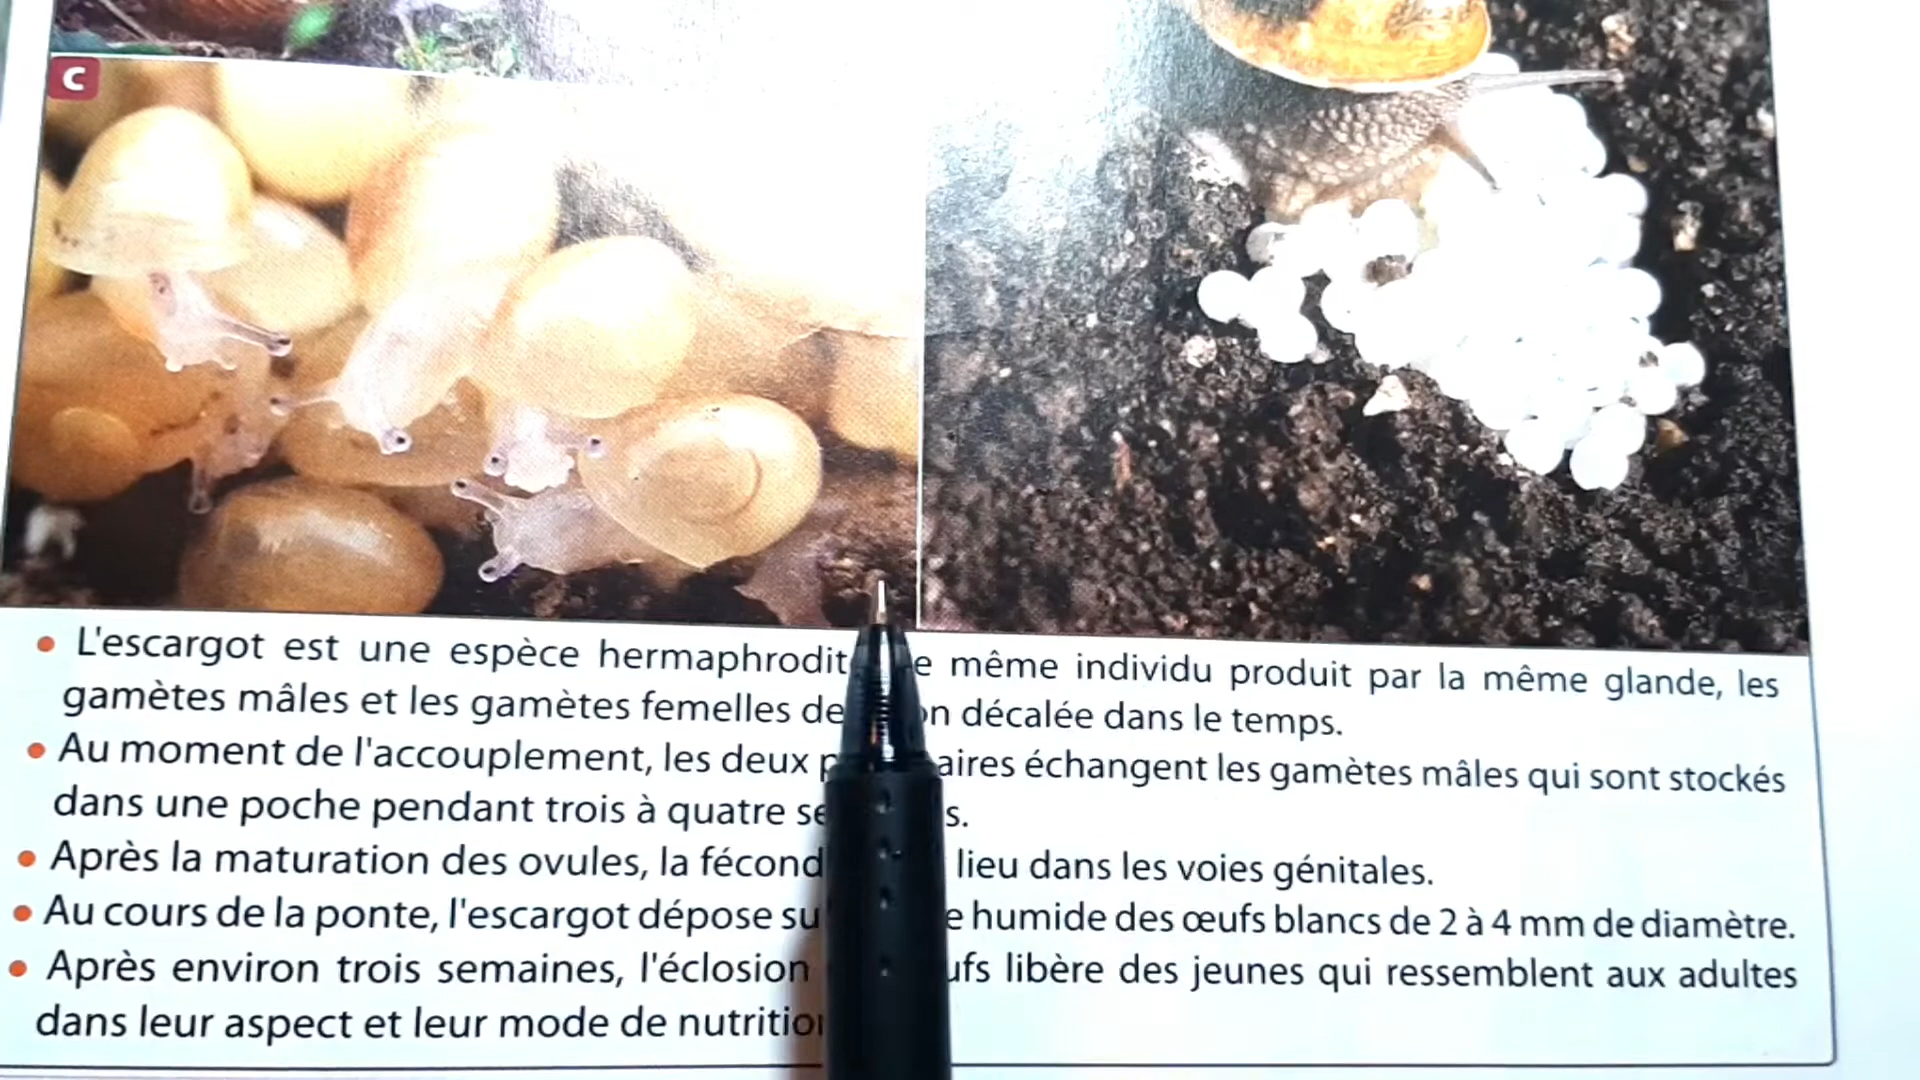 C
• L'escargot est une espèce hermaphrodit même individu produit par la même glande, les
gamètes mâles et les gamètes femelles de décalée dans le temps.
• Au moment de l'accouplement, les deux échangent les gamètes mâles qui sont stockés
dans une poche pendant trois à quatre
• Après la maturation des ovules, la fécond lieu dans les voies génitales.
• Au cours de la ponte, l'escargot dépose humide des œufs blancs de 2 à 4 mm de diamètre.
• Après environ trois semaines, l'éclosion libère des jeunes qui ressemblent aux adultes
dans leur aspect et leur mode de nutrition